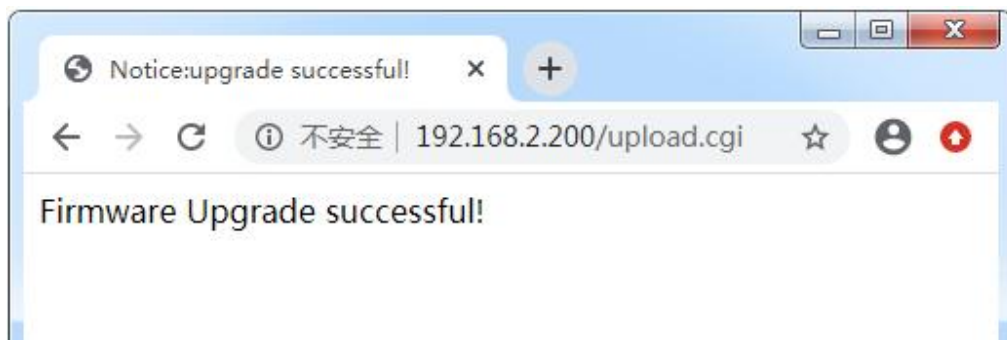 Notice:upgrade successful!
不安全 | 192.168.2.200/upload.cgi
Firmware Upgrade successful!